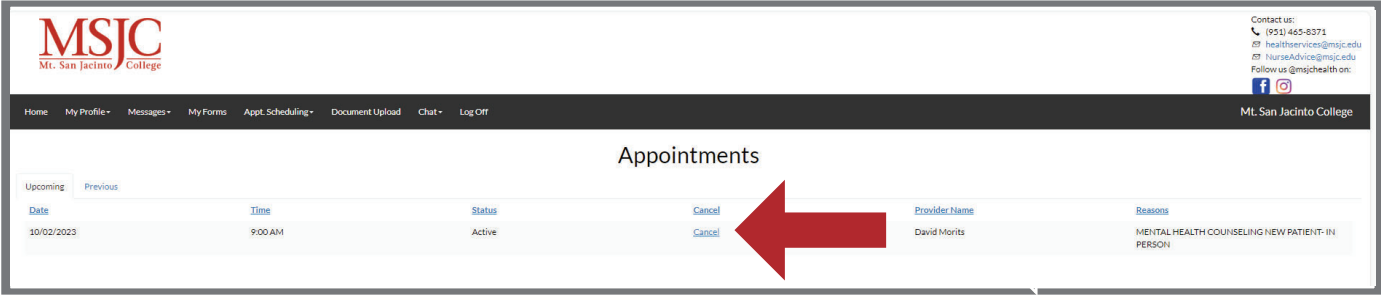 MSJC
Mt. San Jacinto College
Contact us:
(951) 465-8371
healthservices@msjc.edu
NurseAdvice@msjc.edu
Follow us @msjchealth on:
Home My Profile Messages My Forms Appt. Scheduling Document Upload Chat Log Off Mt. San Jacinto College
Appointments
Upcoming Previous
Date Time Status Cancel Provider Name Reasons
10/02/2023 9:00 AM Active Cancel David Morits MENTAL HEALTH COUNSELING NEW PATIENT- IN
PERSON